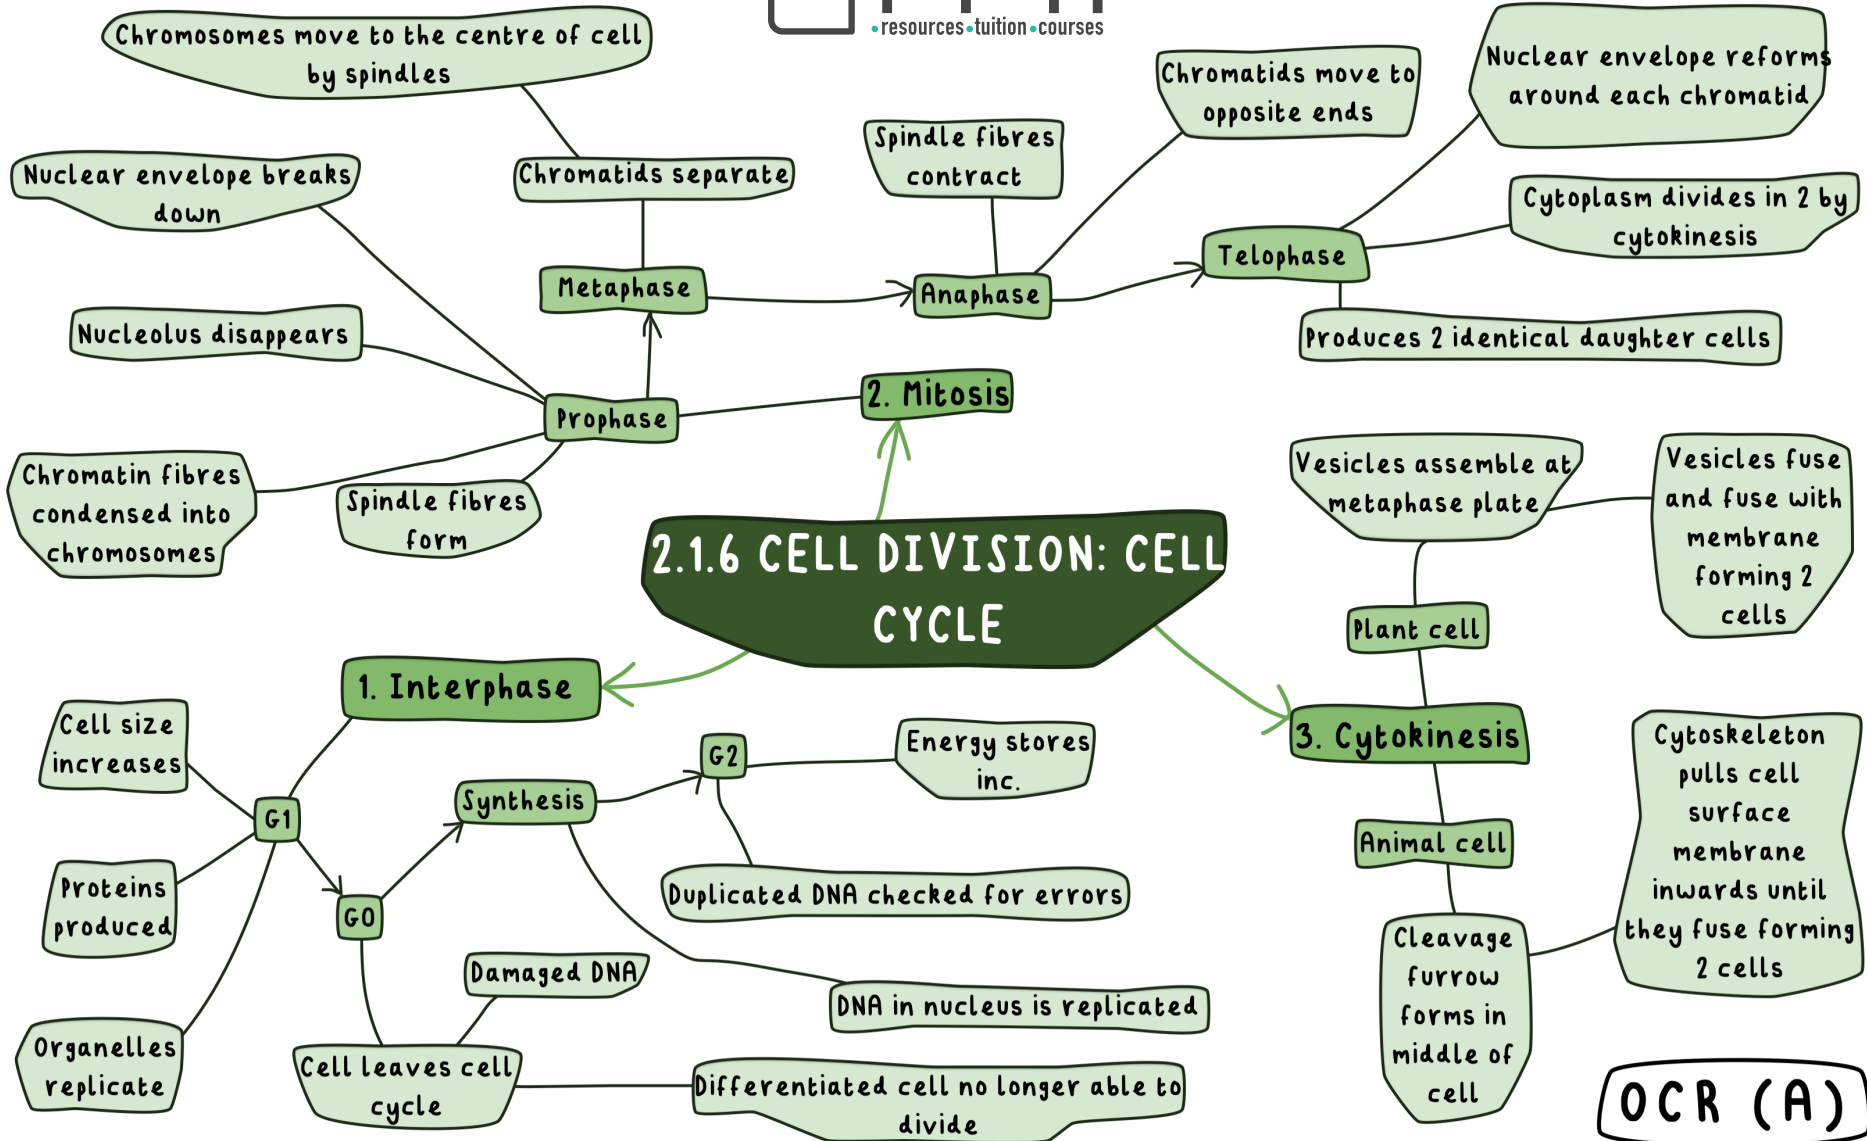 •resources•tuition•courses
Chromosomes move to the centre of cell
by spindles
Chromatids separate
Nuclear envelope breaks
down
Nucleolus disappears
Chromatin fibres
condensed into
chromosomes
Spindle fibres
form
Prophase
Metaphase
Spindle fibres
contract
Chromatids move to
opposite ends
Anaphase
Telophase
Nuclear envelope reforms
around each chromatid
Cytoplasm divides in 2 by
cytokinesis
Produces 2 identical daughter cells
2. Mitosis
2.1.6 CELL DIVISION: CELL
CYCLE
1. Interphase
Cell size
increases
G1
Proteins
produced
Organelles
replicate
G0
Synthesis
G2
Energy stores
inc.
Duplicated DNA checked for errors
Damaged DNA
DNA in nucleus is replicated
Cell leaves cell
cycle
Differentiated cell no longer able to
divide
Vesicles assemble at
metaphase plate
Vesicles fuse
and fuse with
membrane
forming 2
cells
Plant cell
3. Cytokinesis
Animal cell
Cleavage
furrow
forms in
middle of
cell
Cytoskeleton
pulls cell
surface
membrane
inwards until
they fuse forming
2 cells
OCR (A)